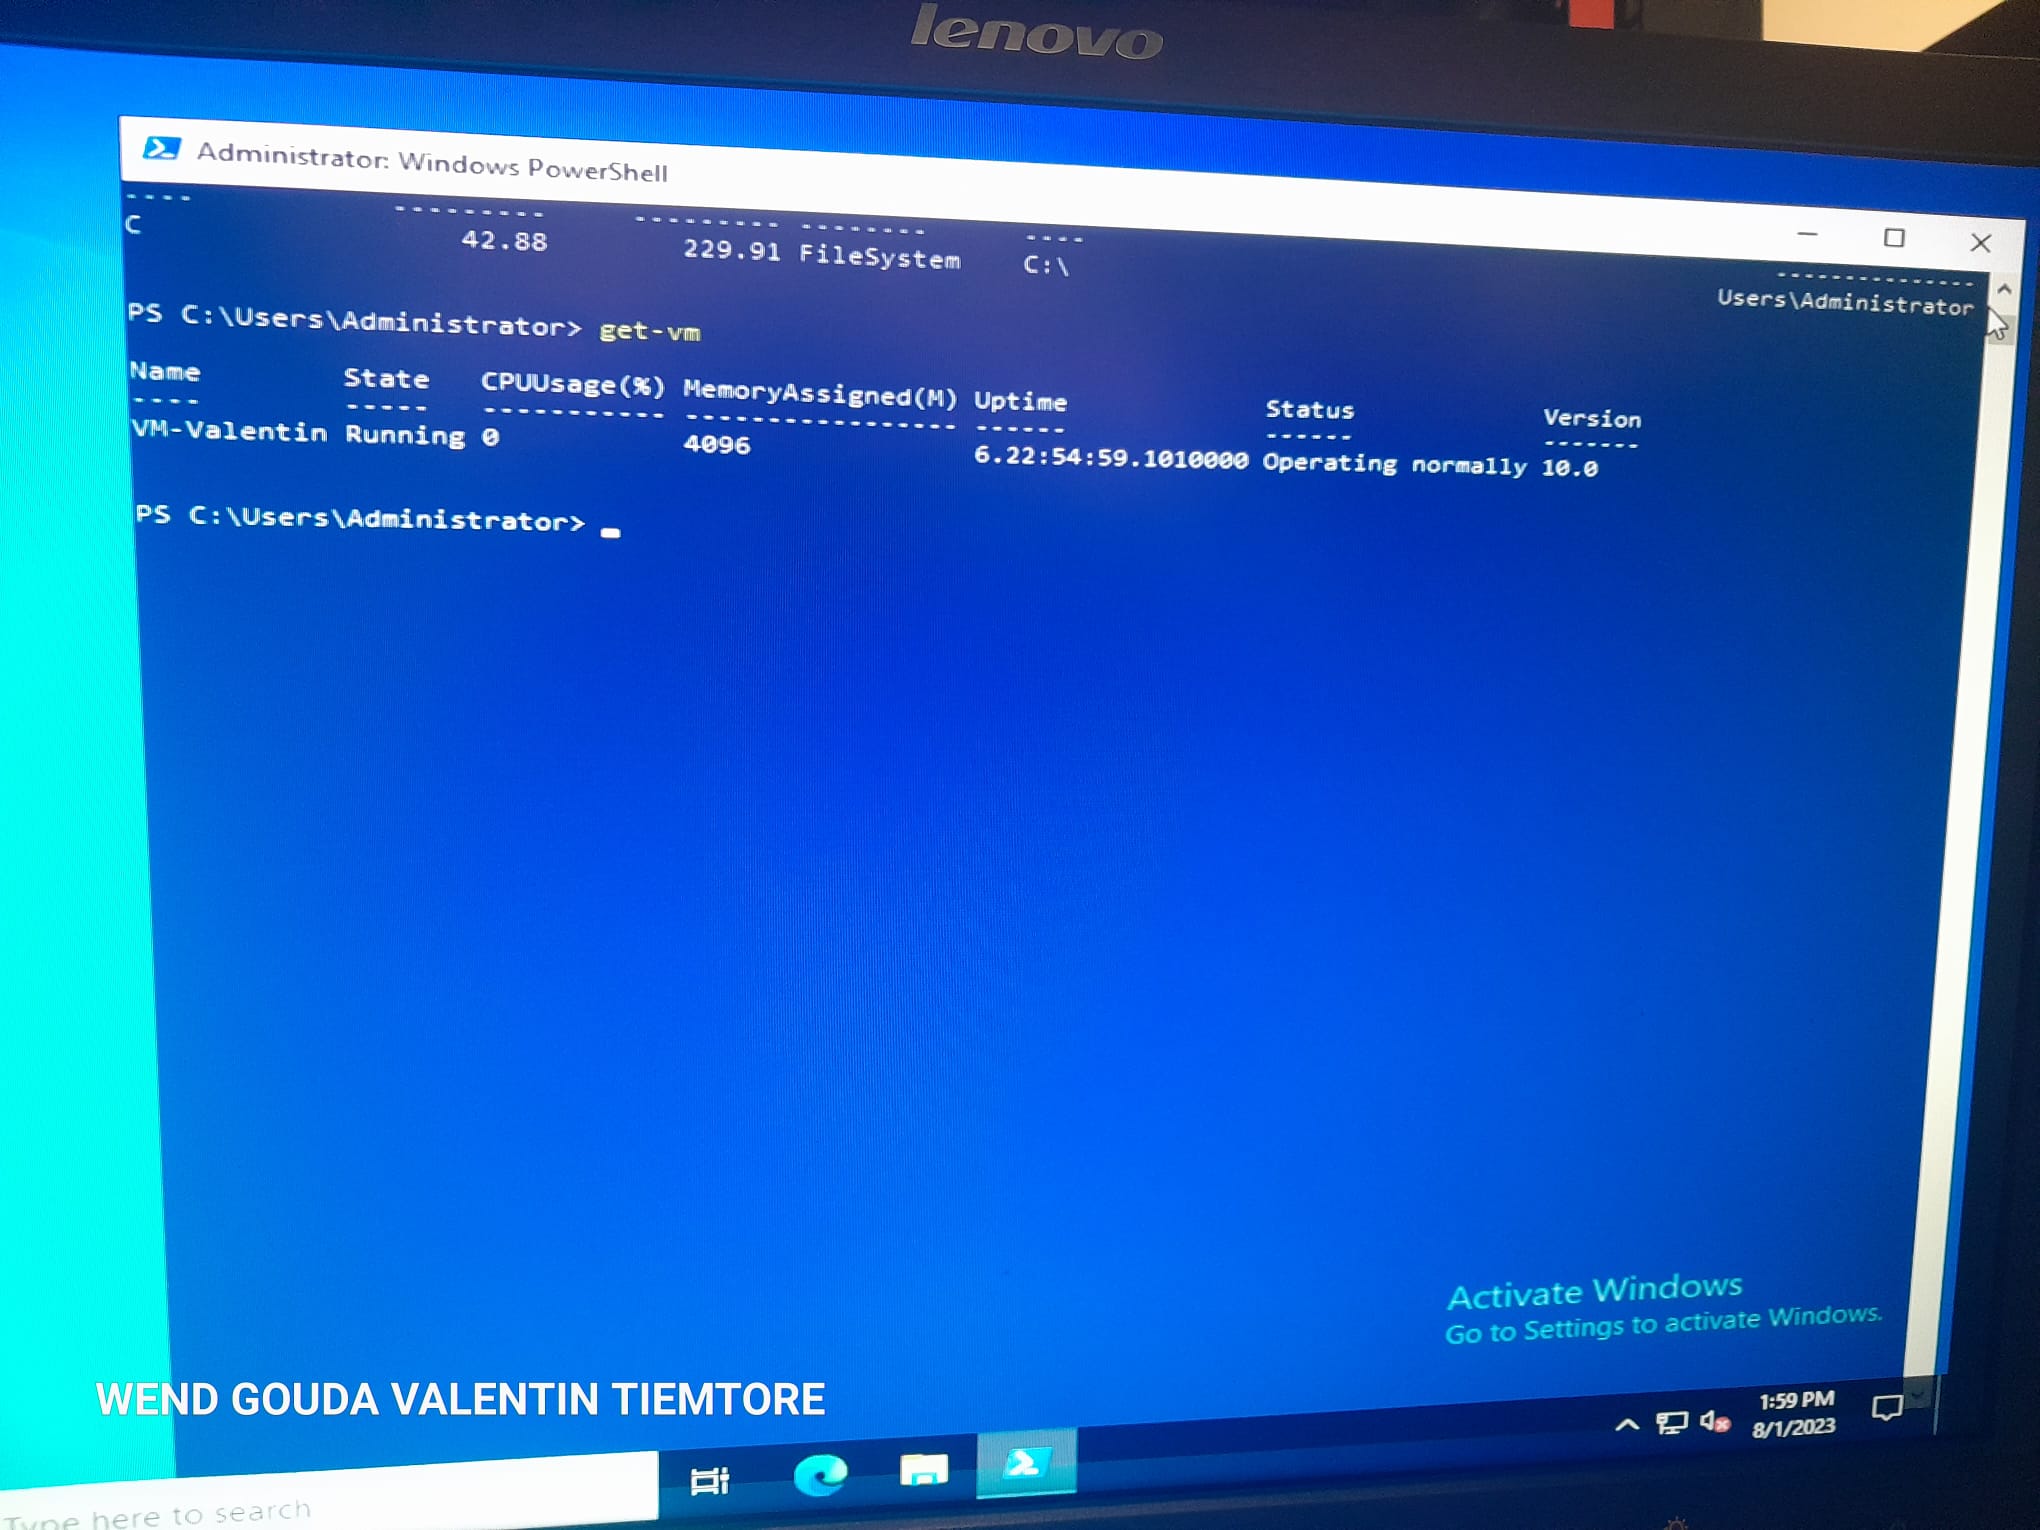 lenovo
Administrator: Windows PowerShell
---- --------- --------- -------- ---- --------------
C 42.88 229.91 FileSystem C:\ Users\Administrator
PS C:\Users\Administrator> get-vm
Name State CPUUsage(%) MemoryAssigned(M) Uptime Status Version
---- ----- ----------- ----------------- ------ ------ -------
VM-Valentin Running 0 4096 6.22:54:59.1010000 Operating normally 10.0
PS C:\Users\Administrator>
Activate Windows
Go to Settings to activate Windows.
WEND GOUDA VALENTIN TIEMTORE
1:59 PM
8/1/2023
Type here to search